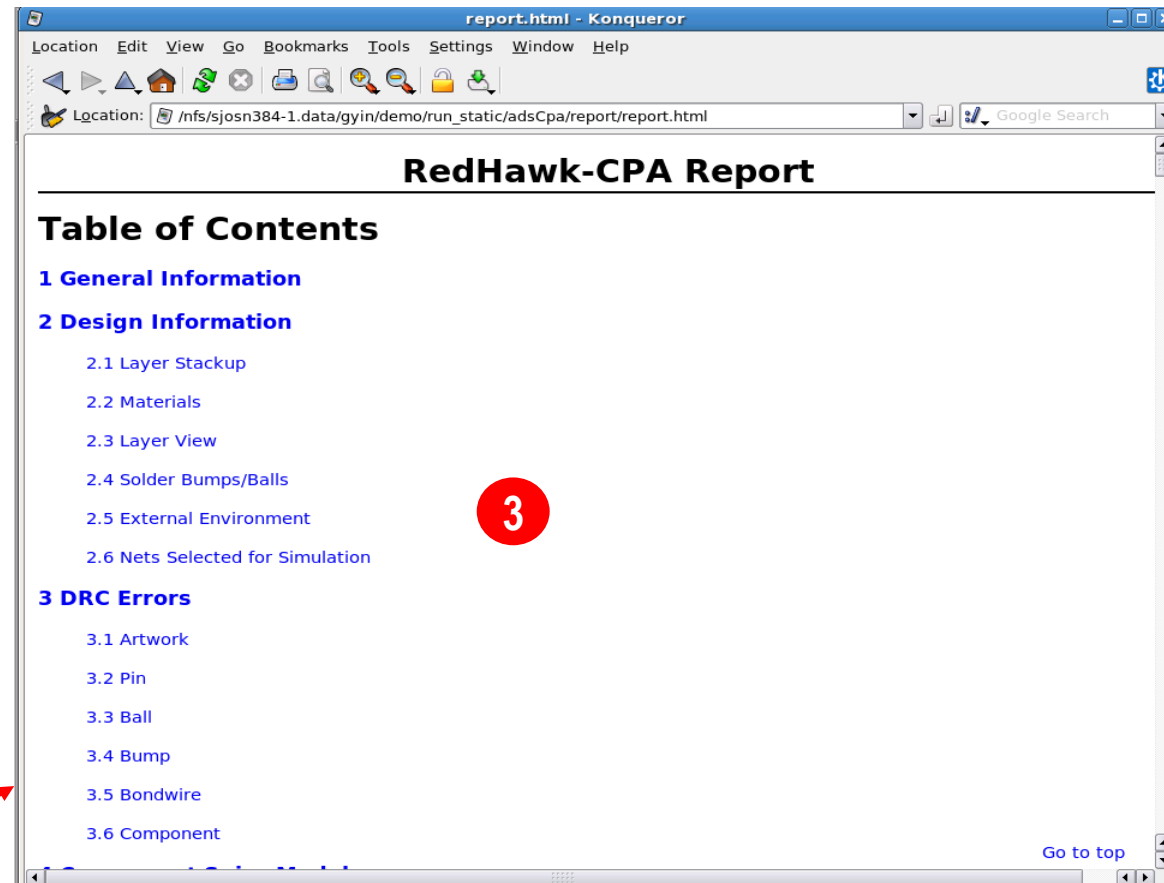 report.html - Konqueror
Location Edit View Go Bookmarks Tools Settings Window Help
Location: /nfs/sjosn384-1.data/gyin/demo/run_static/adsCpa/report/report.html Google Search
RedHawk-CPA Report
Table of Contents
1 General Information
2 Design Information
2.1 Layer Stackup
2.2 Materials
2.3 Layer View
2.4 Solder Bumps/Balls
2.5 External Environment
3
2.6 Nets Selected for Simulation
3 DRC Errors
3.1 Artwork
3.2 Pin
3.3 Ball
3.4 Bump
3.5 Bondwire
3.6 Component
Go to top